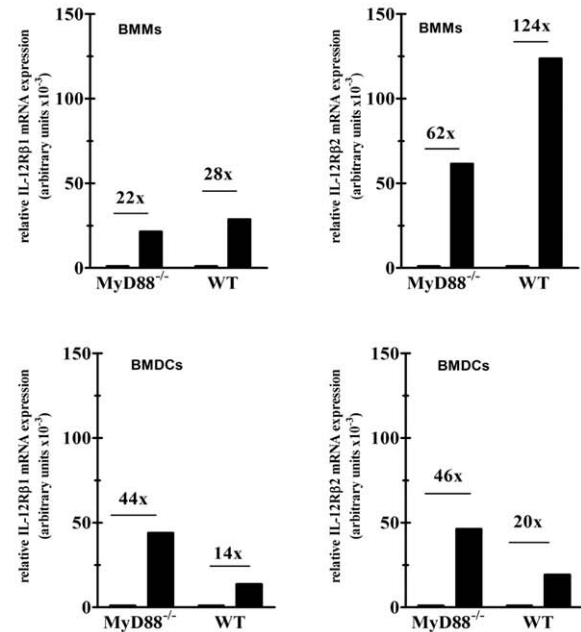 relative IL-12Rβ1 mRNA expression
(arbitrary units x10⁻³)
150
100
50
0
BMMs
22x
28x
MyD88⁻/⁻
WT
relative IL-12Rβ2 mRNA expression
(arbitrary units x10⁻³)
150
100
50
0
BMMs
62x
124x
MyD88⁻/⁻
WT
relative IL-12Rβ1 mRNA expression
(arbitrary units x10⁻³)
150
100
50
0
BMDCs
44x
14x
MyD88⁻/⁻
WT
relative IL-12Rβ2 mRNA expression
(arbitrary units x10⁻³)
150
100
50
0
BMDCs
46x
20x
MyD88⁻/⁻
WT